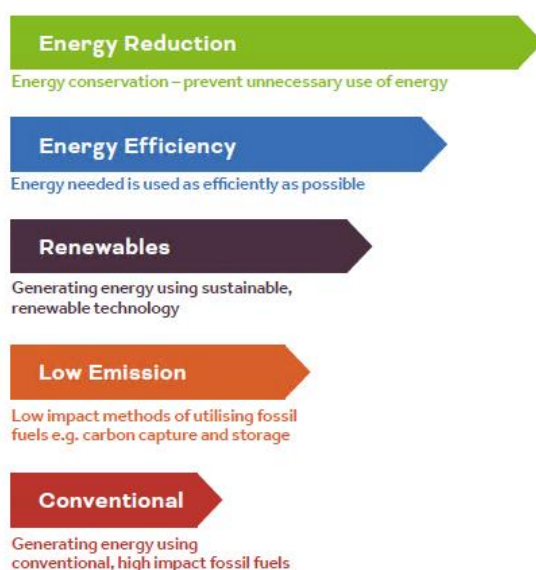 Energy Reduction
Energy conservation – prevent unnecessary use of energy
Energy Efficiency
Energy needed is used as efficiently as possible
Renewables
Generating energy using sustainable,
renewable technology
Low Emission
Low impact methods of utilising fossil
fuels e.g. carbon capture and storage
Conventional
Generating energy using
conventional, high impact fossil fuels